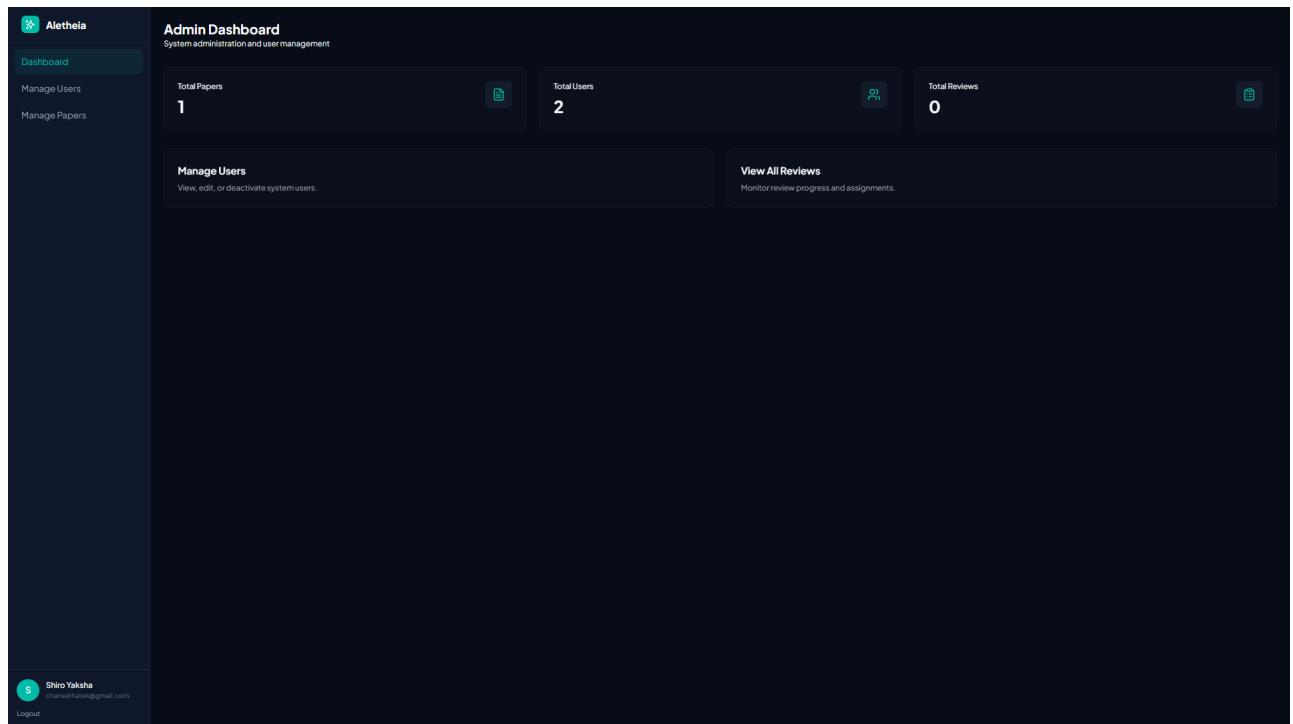 Aletheia
Dashboard
Manage Users
Manage Papers
Admin Dashboard
System administration and user management
Total Papers
1
Total Users
2
Total Reviews
0
Manage Users
View, edit, or deactivate system users.
View All Reviews
Monitor review progress and assignments.
S
Shiro Yaksha
chansethatek@gmail.com
Logout